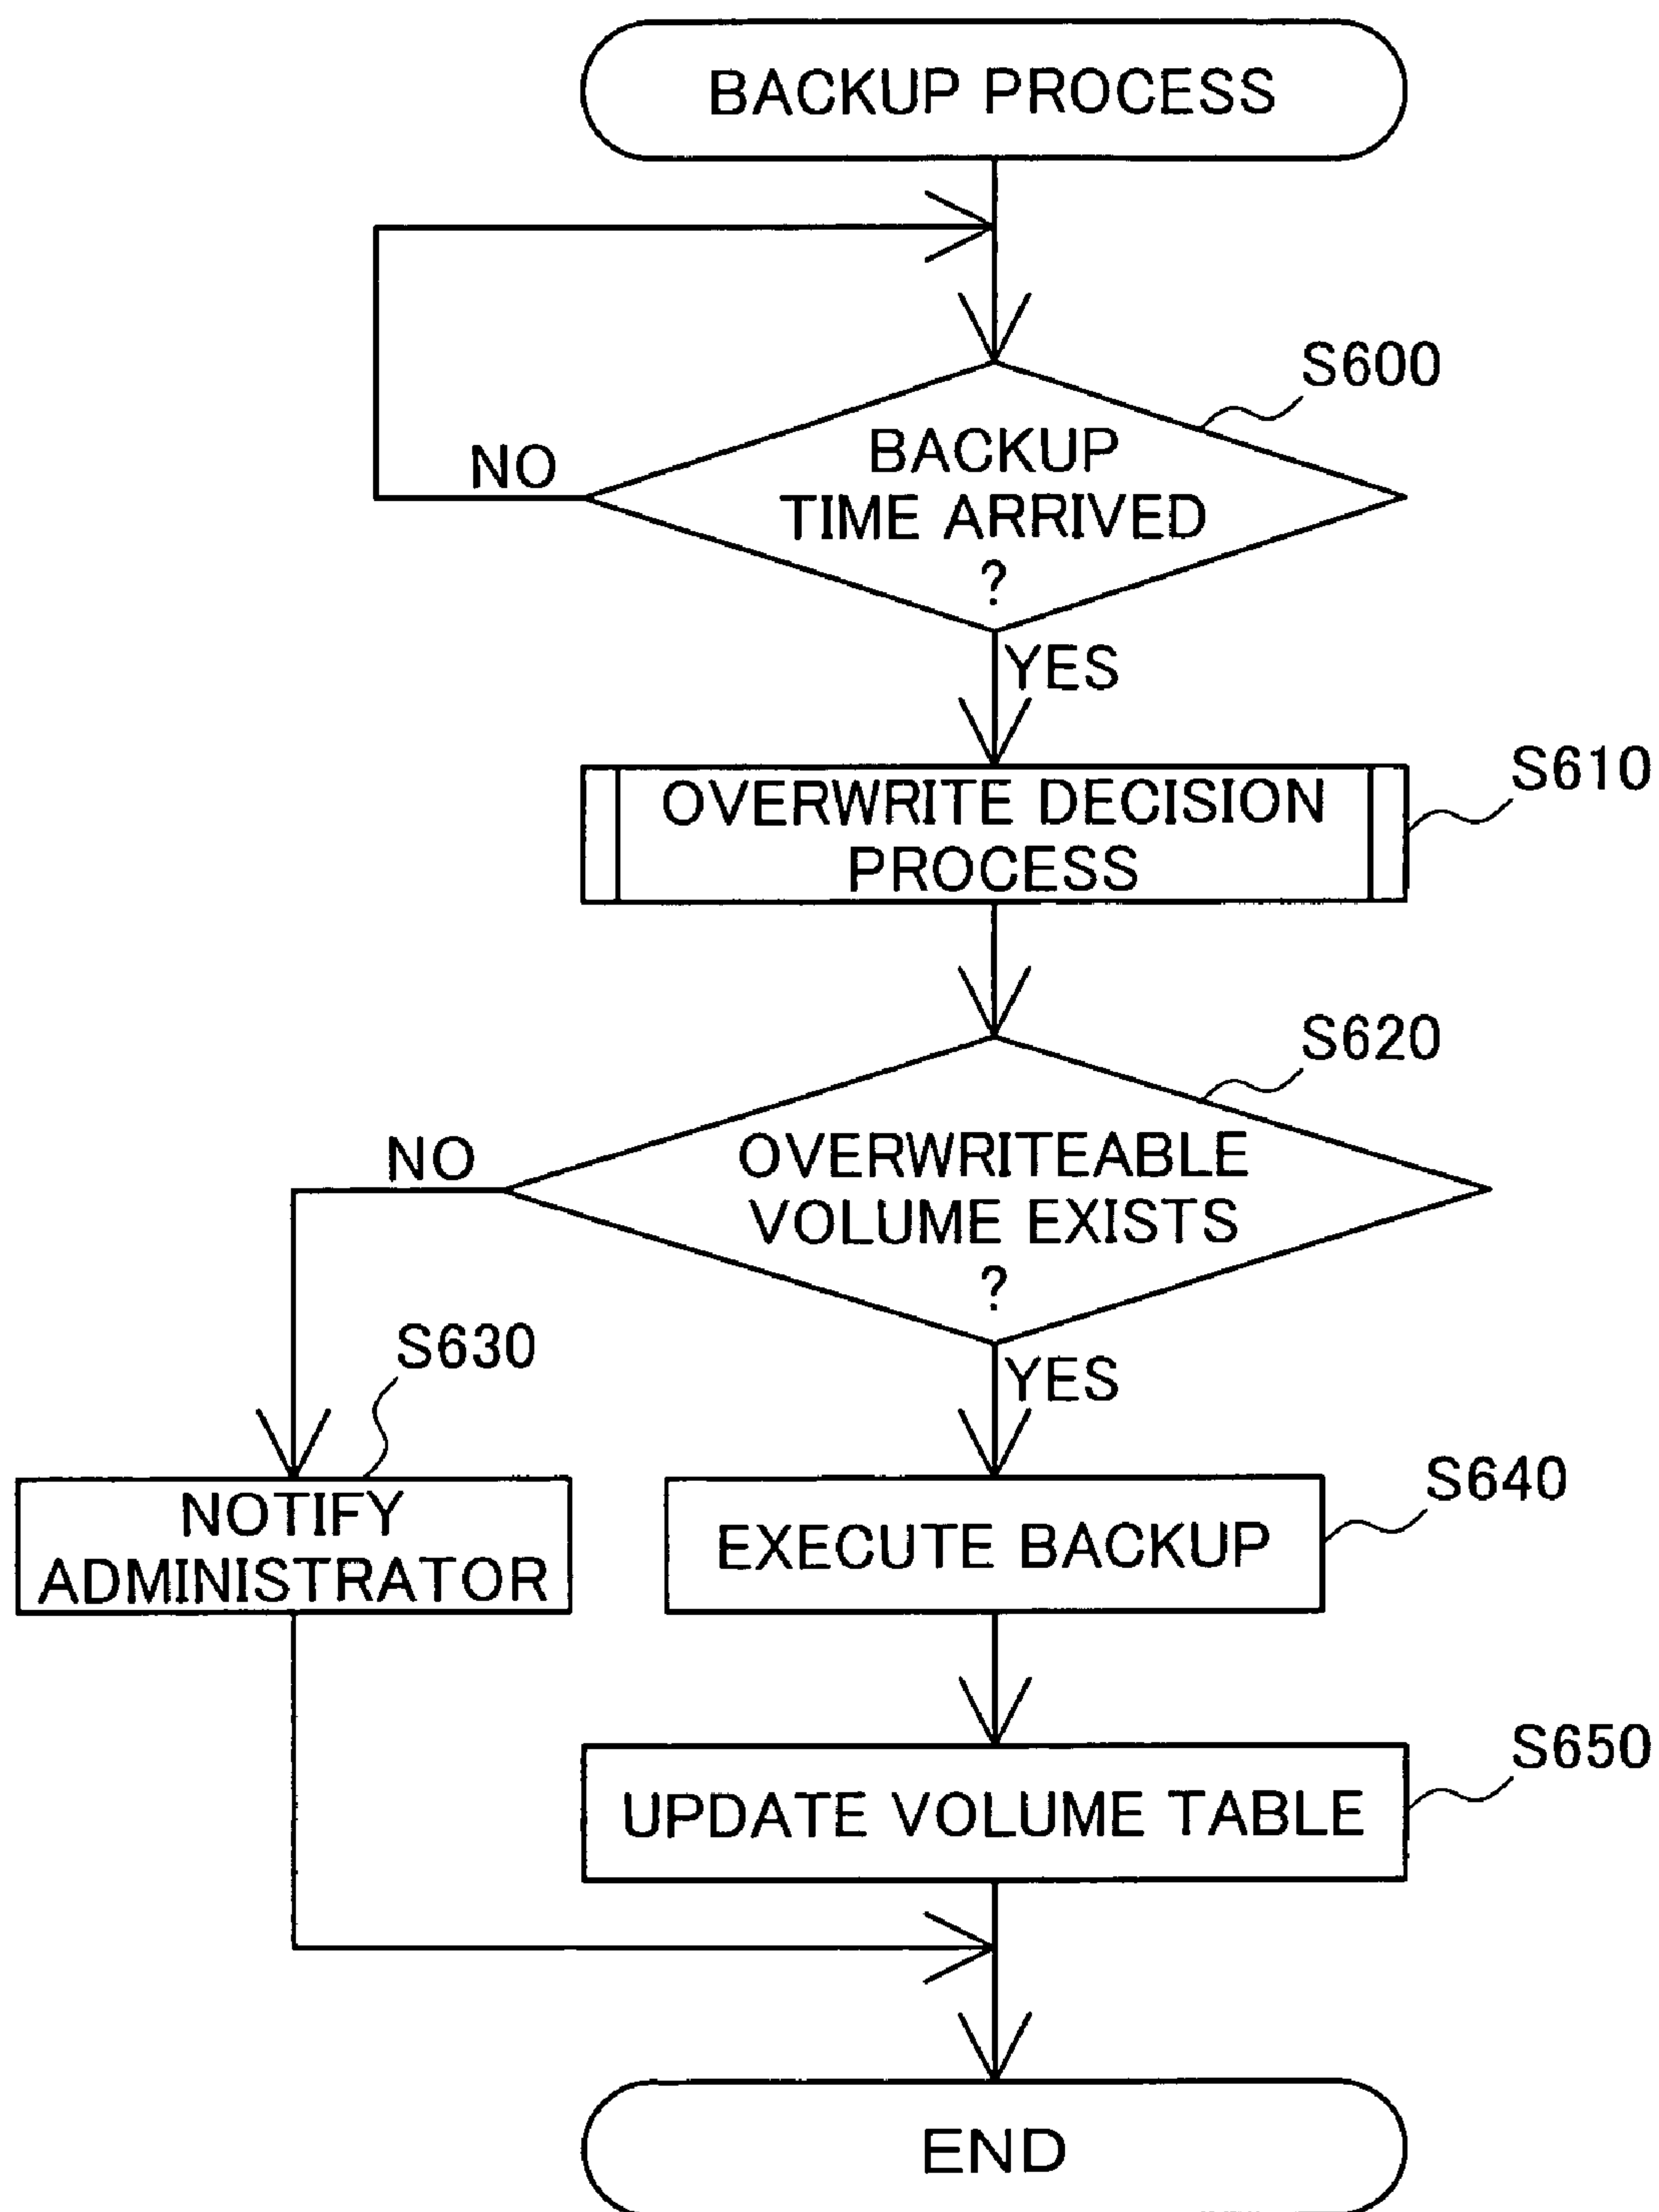 BACKUP PROCESS
S600
BACKUP
TIME ARRIVED
?
NO
YES
S610
OVERWRITE DECISION
PROCESS
S620
OVERWRITEABLE
VOLUME EXISTS
?
NO
YES
S630
NOTIFY
ADMINISTRATOR
S640
EXECUTE BACKUP
S650
UPDATE VOLUME TABLE
END